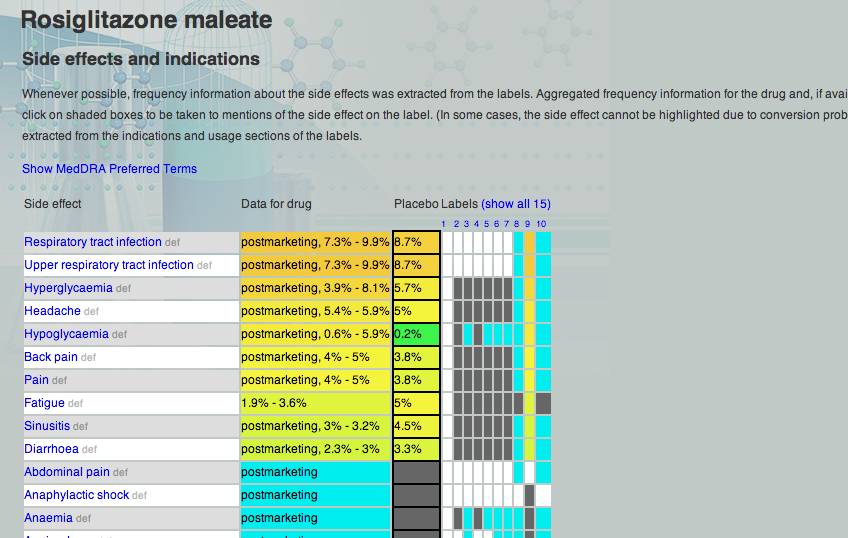 Rosiglitazone maleate
Side effects and indications
Whenever possible, frequency information about the side effects was extracted from the labels. Aggregated frequency information for the drug and, if avai
click on shaded boxes to be taken to mentions of the side effect on the label. (In some cases, the side effect cannot be highlighted due to conversion prob
extracted from the indications and usage sections of the labels.
Show MedDRA Preferred Terms
Side effect Data for drug Placebo Labels (show all 15)
1 2 3 4 5 6 7 8 9 10
Respiratory tract infection def postmarketing, 7.3% - 9.9% 8.7%
Upper respiratory tract infection def postmarketing, 7.3% - 9.9% 8.7%
Hyperglycaemia def postmarketing, 3.9% - 8.1% 5.7%
Headache def postmarketing, 5.4% - 5.9% 5%
Hypoglycaemia def postmarketing, 0.6% - 5.9% 0.2%
Back pain def postmarketing, 4% - 5% 3.8%
Pain def postmarketing, 4% - 5% 3.8%
Fatigue def 1.9% - 3.6% 5%
Sinusitis def postmarketing, 3% - 3.2% 4.5%
Diarrhoea def postmarketing, 2.3% - 3% 3.3%
Abdominal pain def postmarketing
Anaphylactic shock def postmarketing
Anaemia def postmarketing